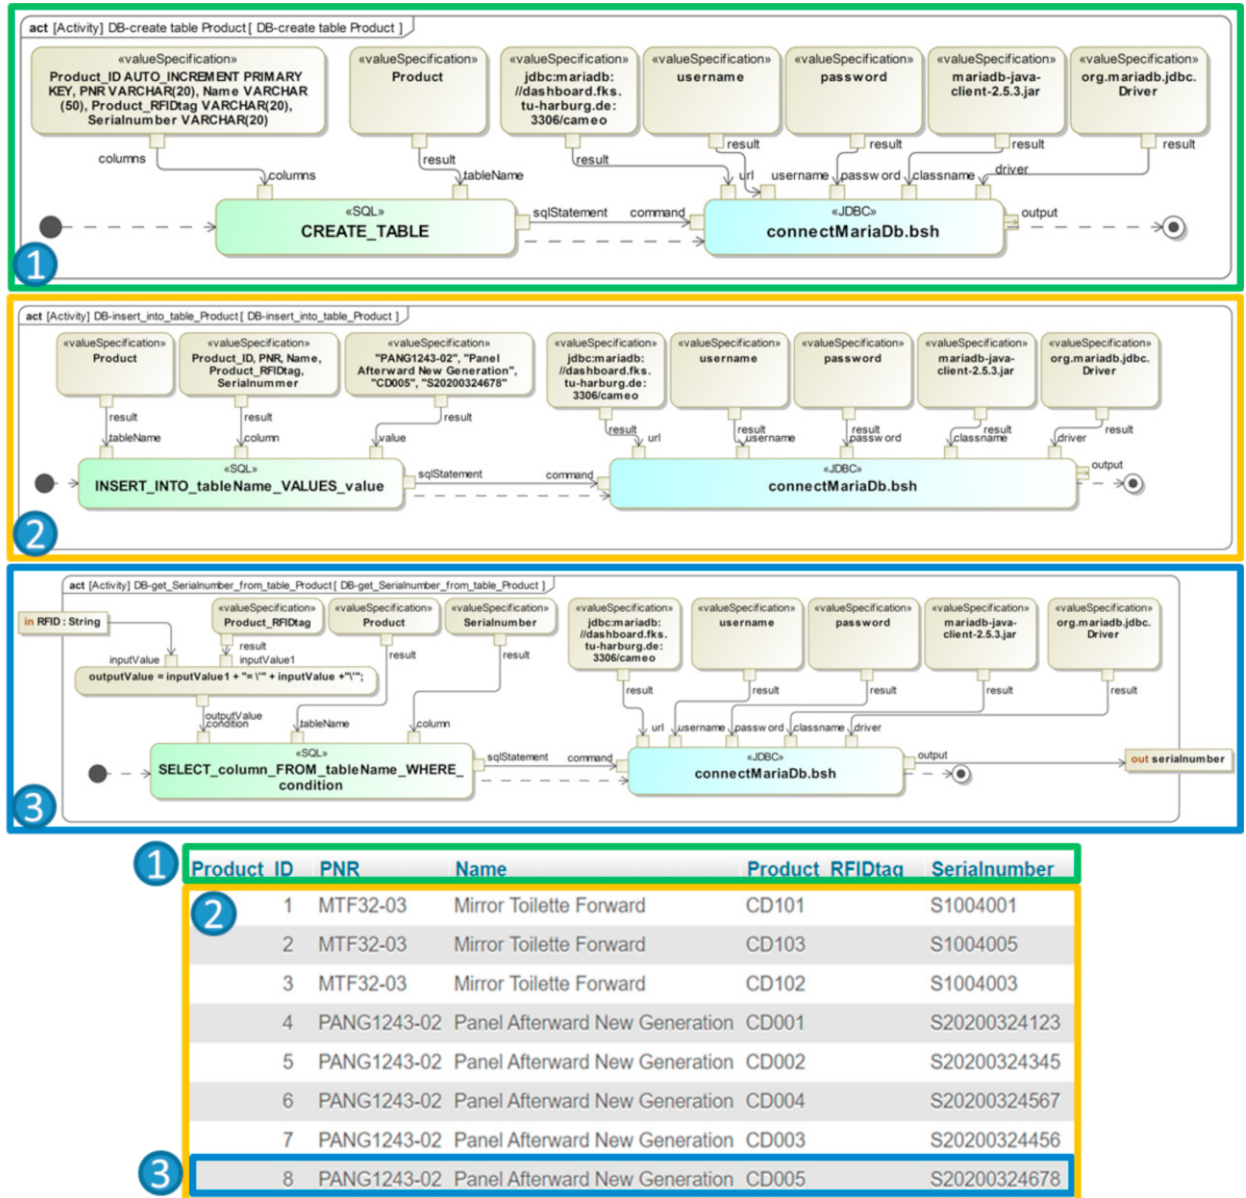 act [Activity] DB-create table Product [ DB-create table Product ]
«valueSpecification»
Product_ID AUTO_INCREMENT PRIMARY
KEY, PNR VARCHAR(20), Name VARCHAR
(50), Product_RFIDtag VARCHAR(20),
Serialnumber VARCHAR(20)
«valueSpecification»
Product
«valueSpecification»
jdbc:mariadb:
//dashboard.fks.
tu-harburg.de:
3306/cameo
«valueSpecification»
username
«valueSpecification»
password
«valueSpecification»
mariadb-java-
client-2.5.3.jar
«valueSpecification»
org.mariadb.jdbc.
Driver
columns
result
result
result
result
result
result
columns
tableName
url
username
password
classname
driver
«SQL»
CREATE_TABLE
sqlStatement
command
«JDBC»
connectMariaDb.bsh
output
1
act [Activity] DB-insert_into_table_Product [ DB-insert_into_table_Product ]
«valueSpecification»
Product
«valueSpecification»
Product_ID, PNR, Name,
Product_RFIDtag,
Serialnummer
«valueSpecification»
"PANG1243-02", "Panel
Afterward New Generation",
"CD005", "S20200324678"
«valueSpecification»
jdbc:mariadb:
//dashboard.fks.
tu-harburg.de:
3306/cameo
«valueSpecification»
username
«valueSpecification»
password
«valueSpecification»
mariadb-java-
client-2.5.3.jar
«valueSpecification»
org.mariadb.jdbc.
Driver
result
result
result
result
result
result
result
result
tableName
column
value
url
username
password
classname
driver
«SQL»
INSERT_INTO_tableName_VALUES_value
sqlStatement
command
«JDBC»
connectMariaDb.bsh
output
2
act [Activity] DB-get_Serialnumber_from_table_Product [ DB-get_Serialnumber_from_table_Product ]
in RFID : String
«valueSpecification»
Product_RFIDtag
«valueSpecification»
Product
«valueSpecification»
Serialnumber
«valueSpecification»
jdbc:mariadb:
//dashboard.fks.
tu-harburg.de:
3306/cameo
«valueSpecification»
username
«valueSpecification»
password
«valueSpecification»
mariadb-java-
client-2.5.3.jar
«valueSpecification»
org.mariadb.jdbc.
Driver
result
result
result
inputValue
inputValue1
outputValue = inputValue1 + "= \'" + inputValue +"\'";
result
result
result
result
result
outputValue
condition
tableName
column
url
username
password
classname
driver
«SQL»
SELECT_column_FROM_tableName_WHERE_
condition
sqlStatement
command
«JDBC»
connectMariaDb.bsh
output
out serialnumber
3
1
Product_ID PNR Name Product_RFIDtag Serialnumber
2
1 MTF32-03 Mirror Toilette Forward CD101 S1004001
2 MTF32-03 Mirror Toilette Forward CD103 S1004005
3 MTF32-03 Mirror Toilette Forward CD102 S1004003
4 PANG1243-02 Panel Afterward New Generation CD001 S20200324123
5 PANG1243-02 Panel Afterward New Generation CD002 S20200324345
6 PANG1243-02 Panel Afterward New Generation CD004 S20200324567
7 PANG1243-02 Panel Afterward New Generation CD003 S20200324456
3
8 PANG1243-02 Panel Afterward New Generation CD005 S20200324678